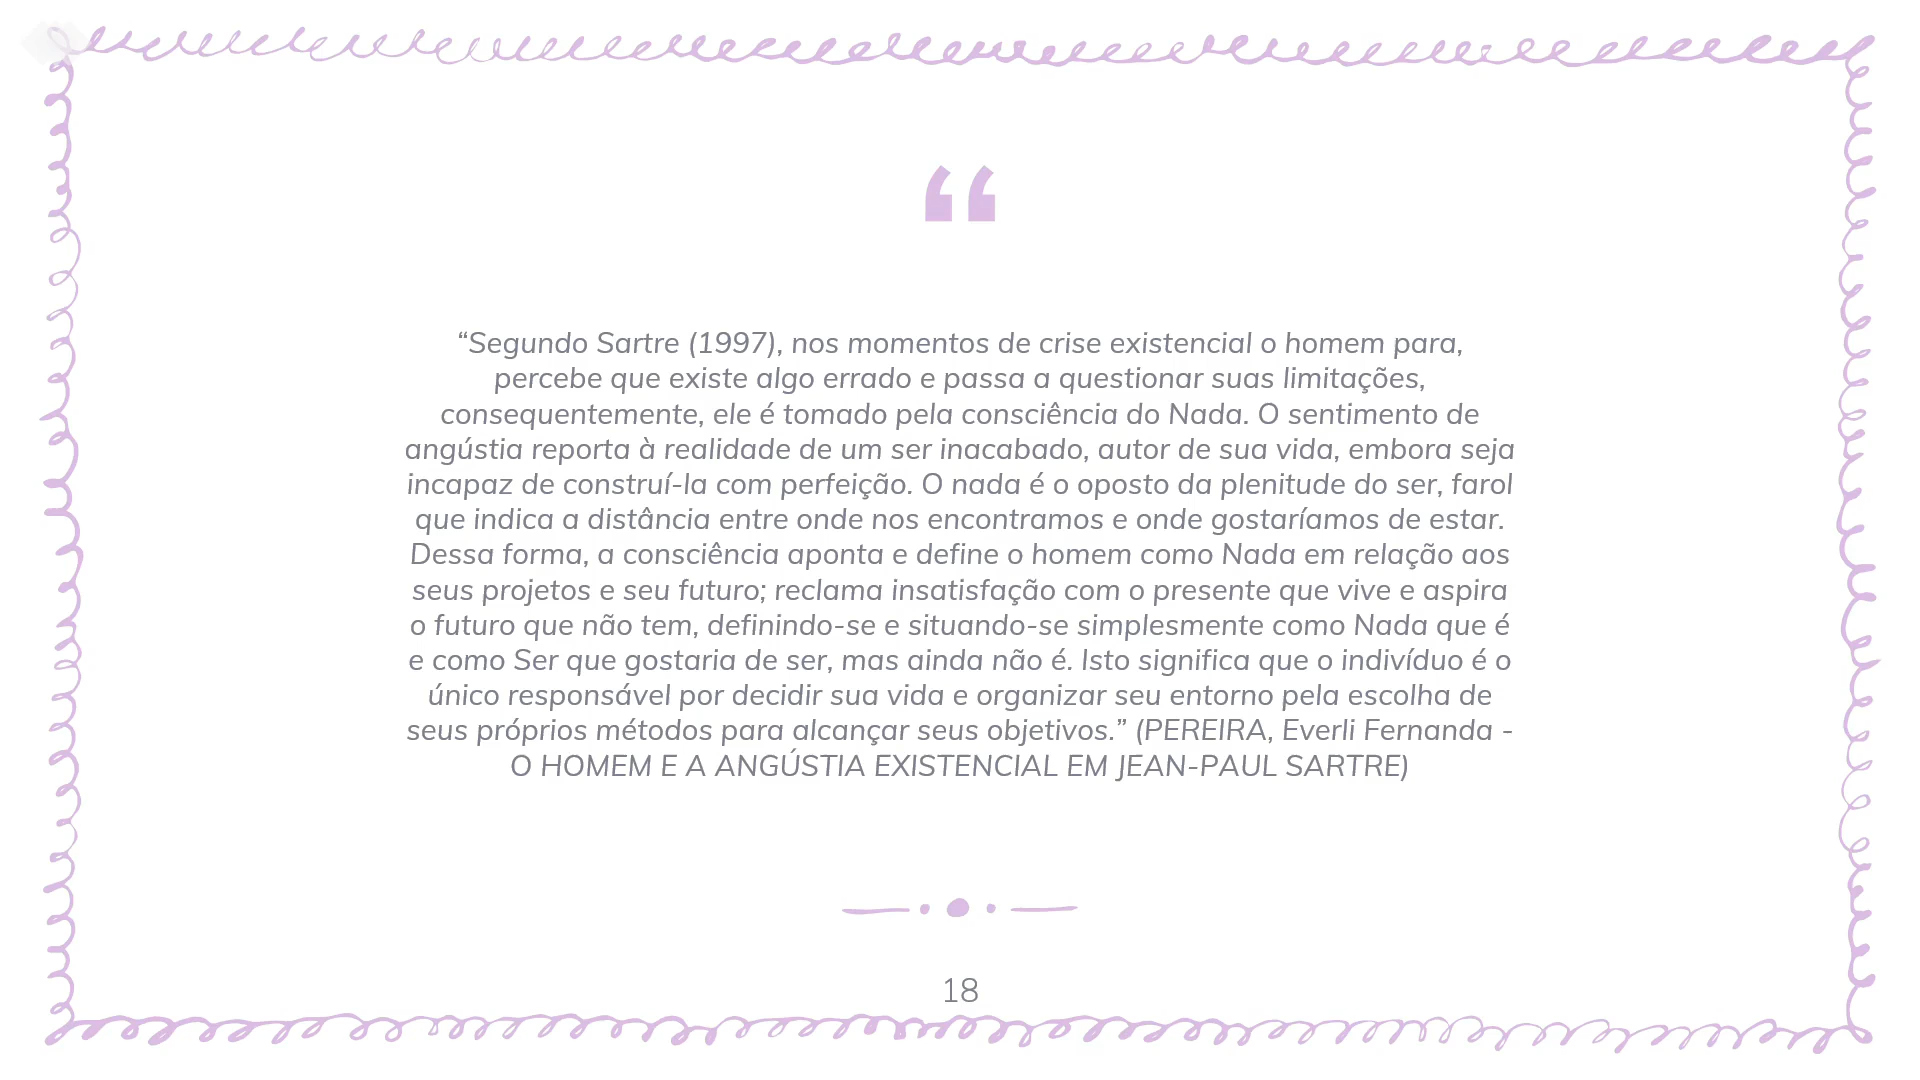 “
“Segundo Sartre (1997), nos momentos de crise existencial o homem para,
percebe que existe algo errado e passa a questionar suas limitações,
consequentemente, ele é tomado pela consciência do Nada. O sentimento de
angústia reporta à realidade de um ser inacabado, autor de sua vida, embora seja
incapaz de construí-la com perfeição. O nada é o oposto da plenitude do ser, farol
que indica a distância entre onde nos encontramos e onde gostaríamos de estar.
Dessa forma, a consciência aponta e define o homem como Nada em relação aos
seus projetos e seu futuro; reclama insatisfação com o presente que vive e aspira
o futuro que não tem, definindo-se e situando-se simplesmente como Nada que é
e como Ser que gostaria de ser, mas ainda não é. Isto significa que o indivíduo é o
único responsável por decidir sua vida e organizar seu entorno pela escolha de
seus próprios métodos para alcançar seus objetivos.” (PEREIRA, Everli Fernanda -
O HOMEM E A ANGÚSTIA EXISTENCIAL EM JEAN-PAUL SARTRE)
18